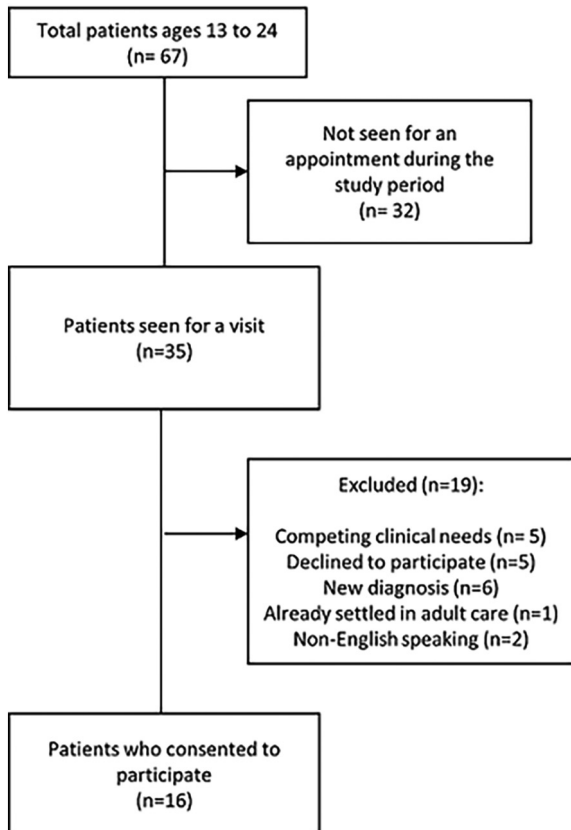 Total patients ages 13 to 24
(n= 67)
Not seen for an
appointment during the
study period
(n= 32)
Patients seen for a visit
(n=35)
Excluded (n=19):
Competing clinical needs (n= 5)
Declined to participate (n=5)
New diagnosis (n=6)
Already settled in adult care (n=1)
Non-English speaking (n=2)
Patients who consented to
participate
(n=16)